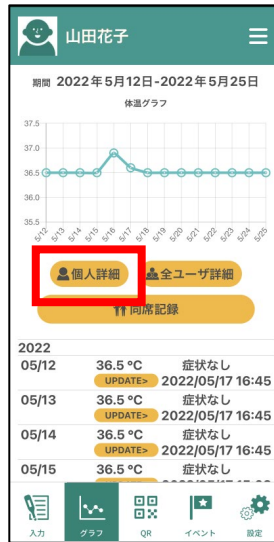 山田花子
期間 2022年5月12日-2022年5月25日
体温グラフ
37.5
37.0
36.5
36.0
35.5
5/12 5/13 5/14 5/15 5/16 5/17 5/18 5/19 5/20 5/21 5/22 5/23 5/24 5/25
個人詳細 全ユーザ詳細
同席記録
2022
05/12 36.5 ℃ 症状なし
UPDATE> 2022/05/17 16:45
05/13 36.5 ℃ 症状なし
UPDATE> 2022/05/17 16:45
05/14 36.5 ℃ 症状なし
UPDATE> 2022/05/17 16:45
05/15 36.5 ℃ 症状なし
入力 グラフ QR イベント 設定